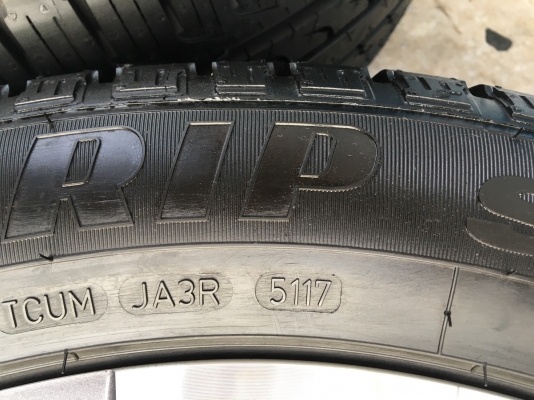 RIP S
TCUM JA3R 5117